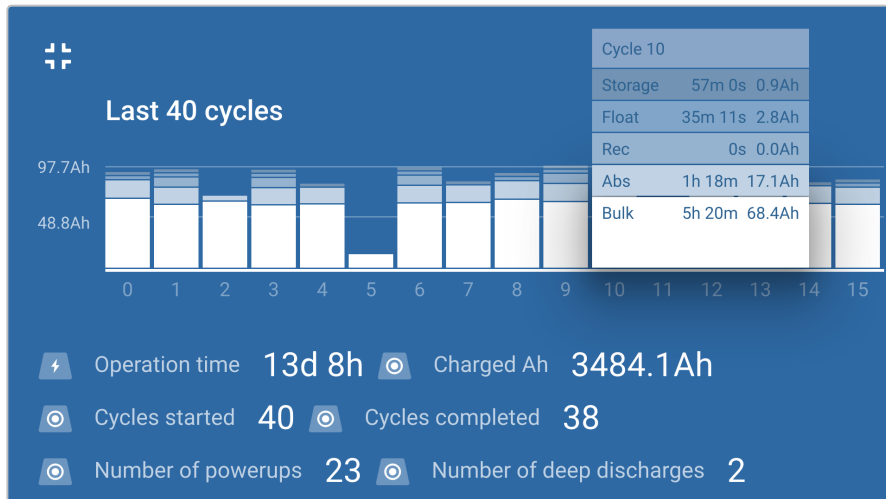 Cycle 10
Storage 57m 0s 0.9Ah
Last 40 cycles
Float 35m 11s 2.8Ah
Rec 0s 0.0Ah
97.7Ah
Abs 1h 18m 17.1Ah
Bulk 5h 20m 68.4Ah
48.8Ah
0 1 2 3 4 5 6 7 8 9 10 11 12 13 14 15
Operation time 13d 8h Charged Ah 3484.1Ah
Cycles started 40 Cycles completed 38
Number of powerups 23 Number of deep discharges 2